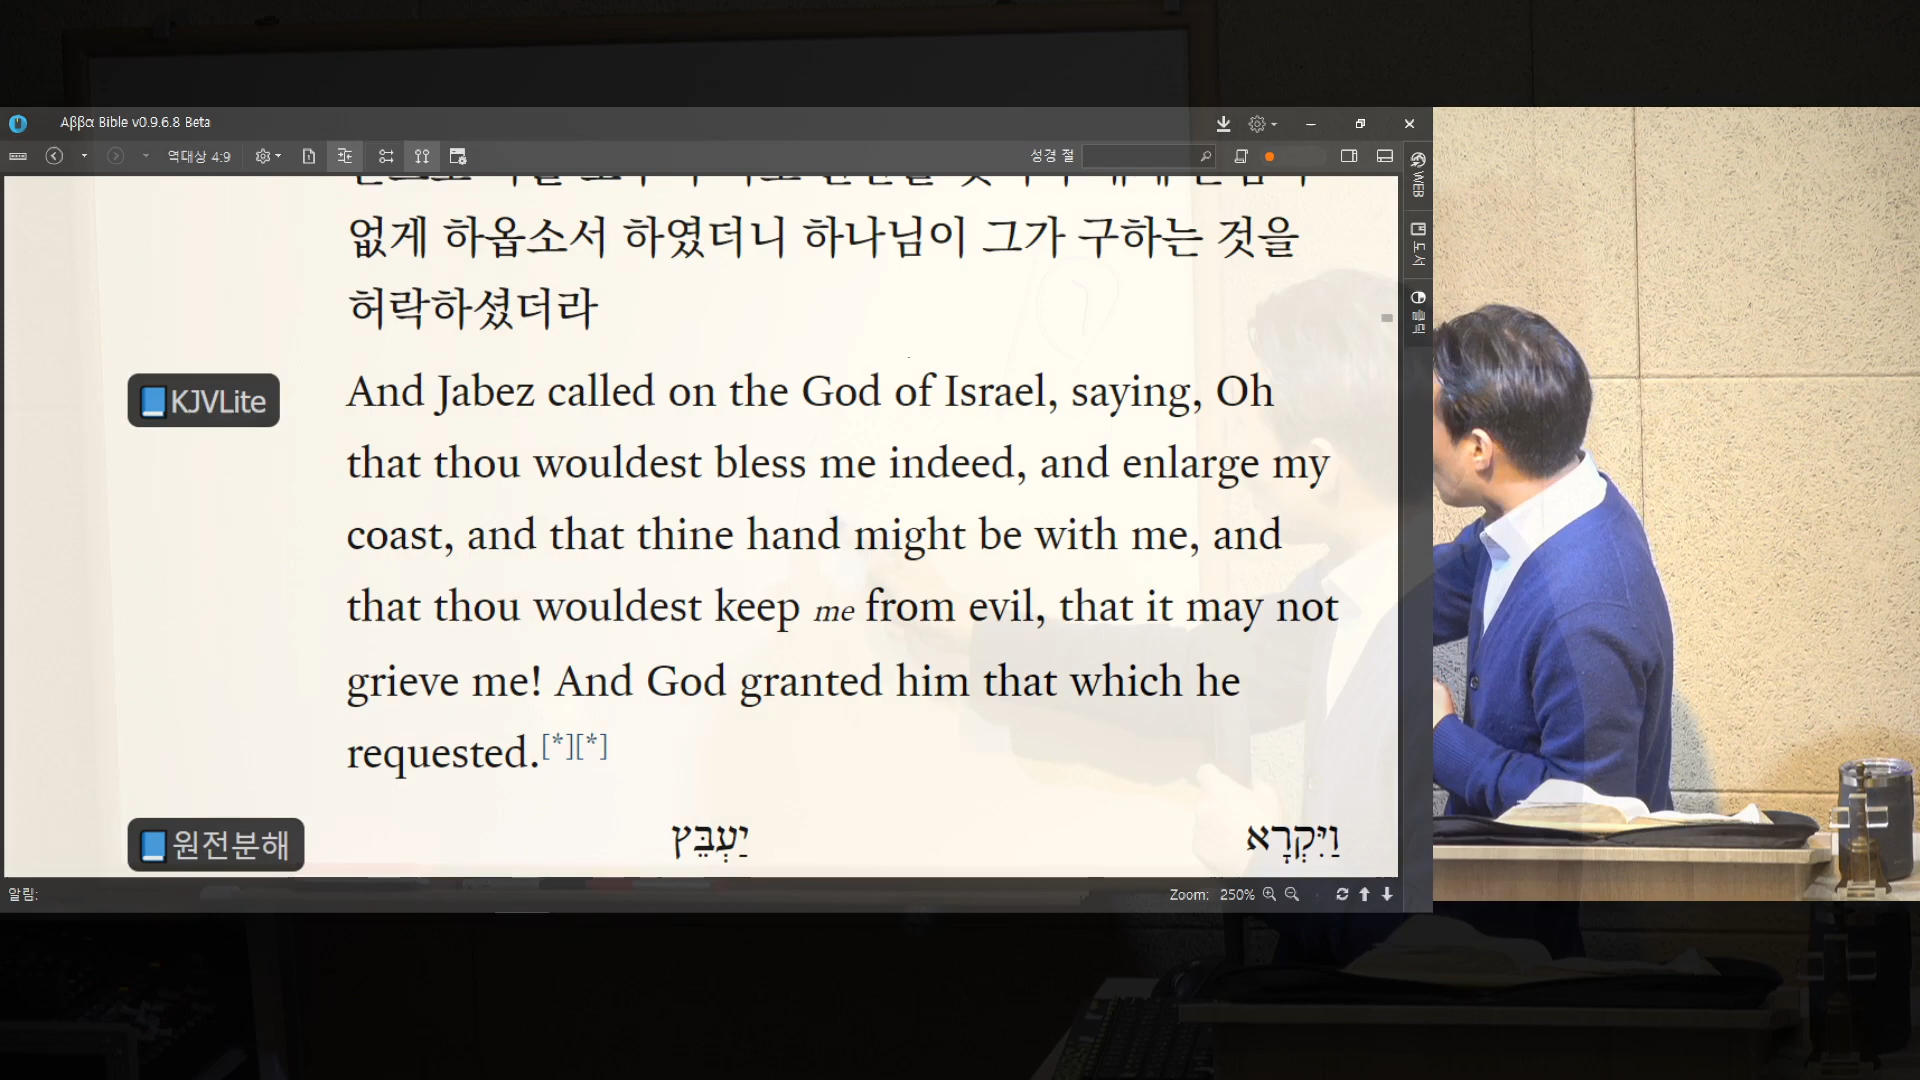 Αββα Bible v0.9.6.8 Beta
역대상 4:9
성경 절
WEB
도서
클릭
없게 하옵소서 하였더니 하나님이 그가 구하는 것을
허락하셨더라
KJVLite
And Jabez called on the God of Israel, saying, Oh
that thou wouldest bless me indeed, and enlarge my
coast, and that thine hand might be with me, and
that thou wouldest keep me from evil, that it may not
grieve me! And God granted him that which he
requested.[*][*]
원전분해
וַיִּקְרָא יַעְבֵּץ
알림:
Zoom: 250%